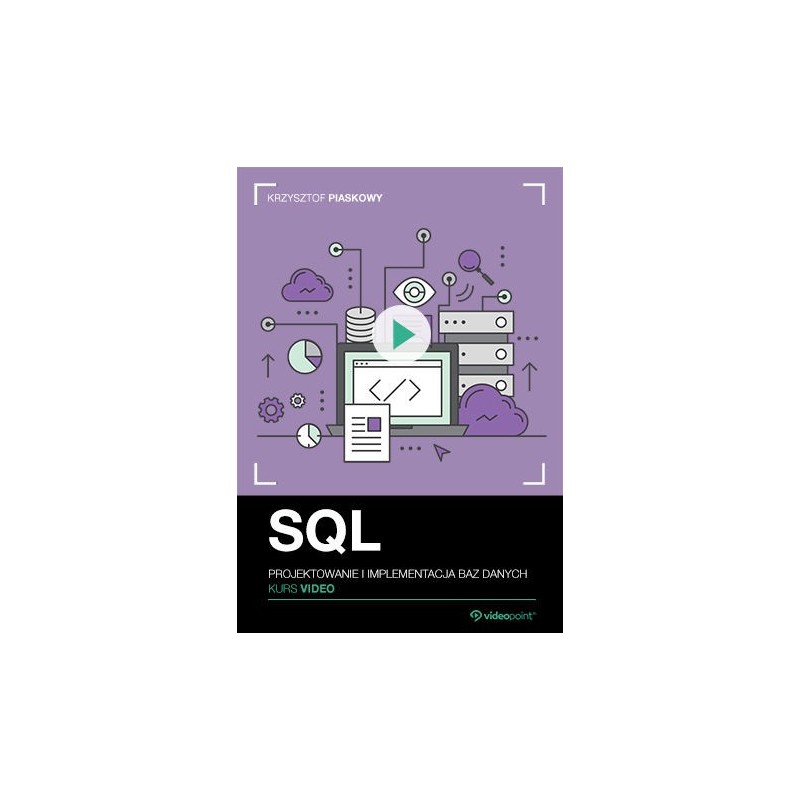 KRZYSZTOF PIASKOWY
</>
SQL
PROJEKTOWANIE I IMPLEMENTACJA BAZ DANYCH
KURS VIDEO
videopoint